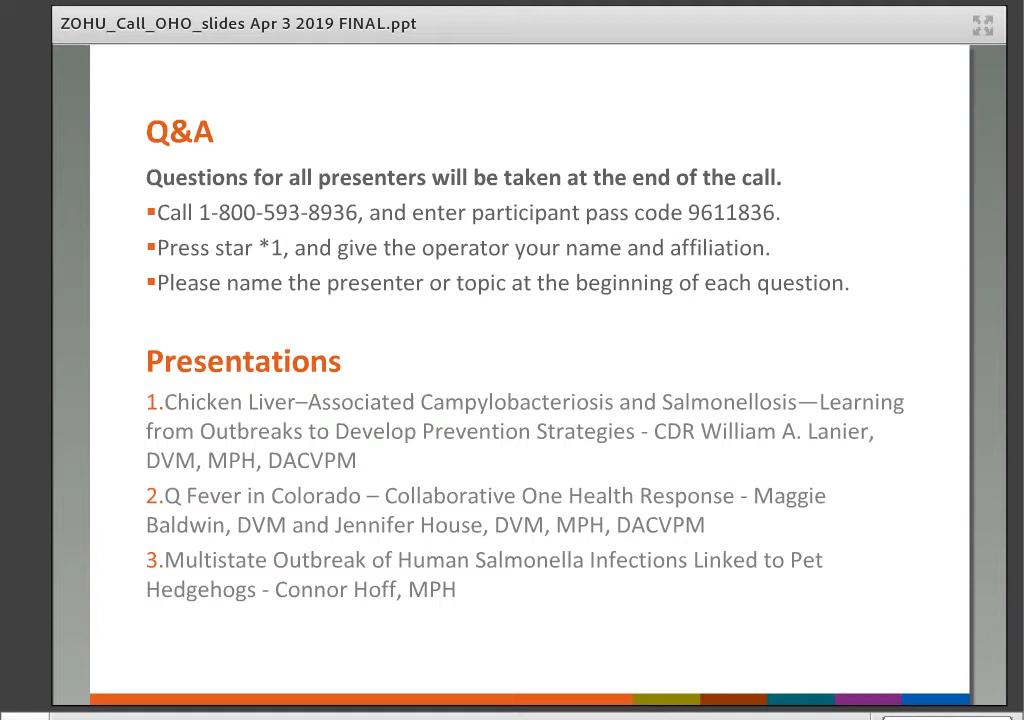 ZOHU_Call_OHO_slides Apr 3 2019 FINAL.ppt
Q&A
Questions for all presenters will be taken at the end of the call.
▪Call 1-800-593-8936, and enter participant pass code 9611836.
▪Press star *1, and give the operator your name and affiliation.
▪Please name the presenter or topic at the beginning of each question.
Presentations
1.Chicken Liver–Associated Campylobacteriosis and Salmonellosis—Learning
from Outbreaks to Develop Prevention Strategies - CDR William A. Lanier,
DVM, MPH, DACVPM
2.Q Fever in Colorado – Collaborative One Health Response - Maggie
Baldwin, DVM and Jennifer House, DVM, MPH, DACVPM
3.Multistate Outbreak of Human Salmonella Infections Linked to Pet
Hedgehogs - Connor Hoff, MPH